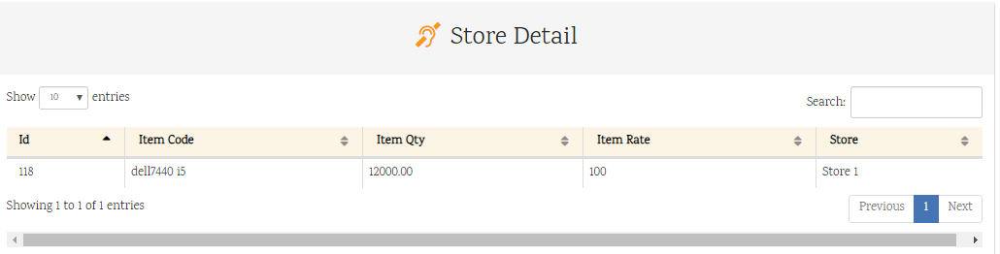 Store Detail
Show 10 entries
Search:
Id Item Code Item Qty Item Rate Store
118 dell7440 i5 12000.00 100 Store 1
Showing 1 to 1 of 1 entries
Previous 1 Next